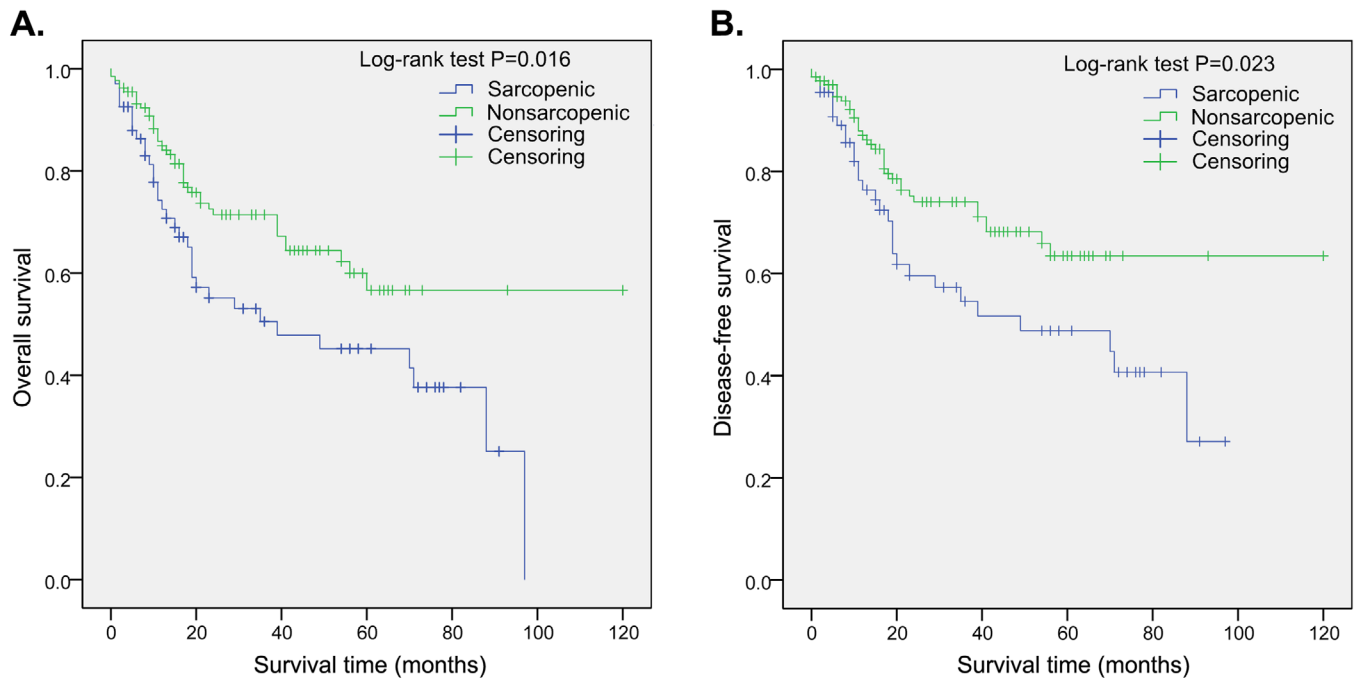 A.
Log-rank test P=0.016
Sarcopenic
Nonsarcopenic
Censoring
Censoring
1.0
0.8
0.6
0.4
0.2
0.0
Overall survival
0 20 40 60 80 100 120
Survival time (months)
B.
Log-rank test P=0.023
Sarcopenic
Nonsarcopenic
Censoring
Censoring
1.0
0.8
0.6
0.4
0.2
0.0
Disease-free survival
0 20 40 60 80 100 120
Survival time (months)